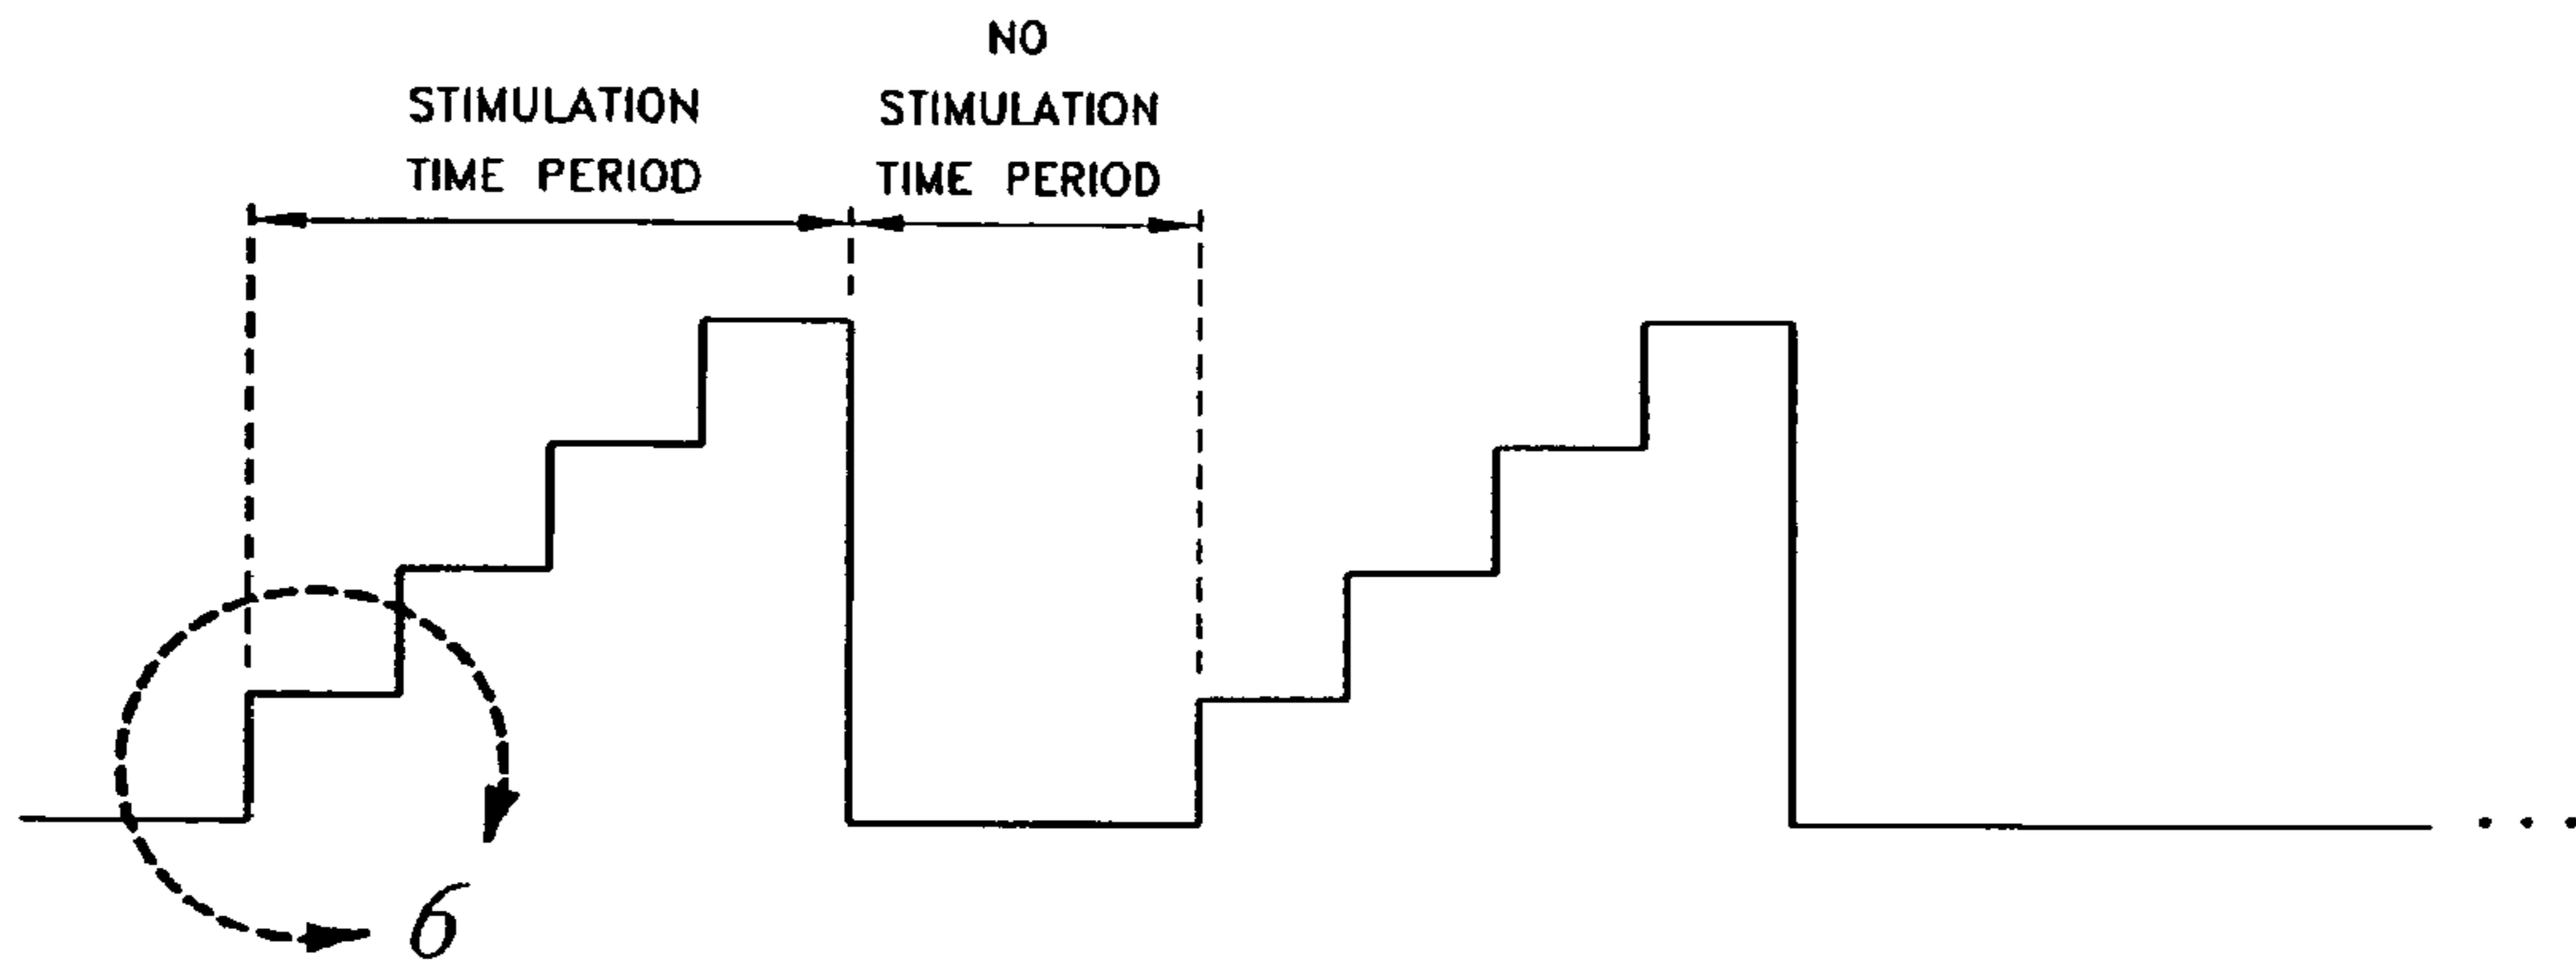 STIMULATION
TIME PERIOD
NO
STIMULATION
TIME PERIOD
6
. . .